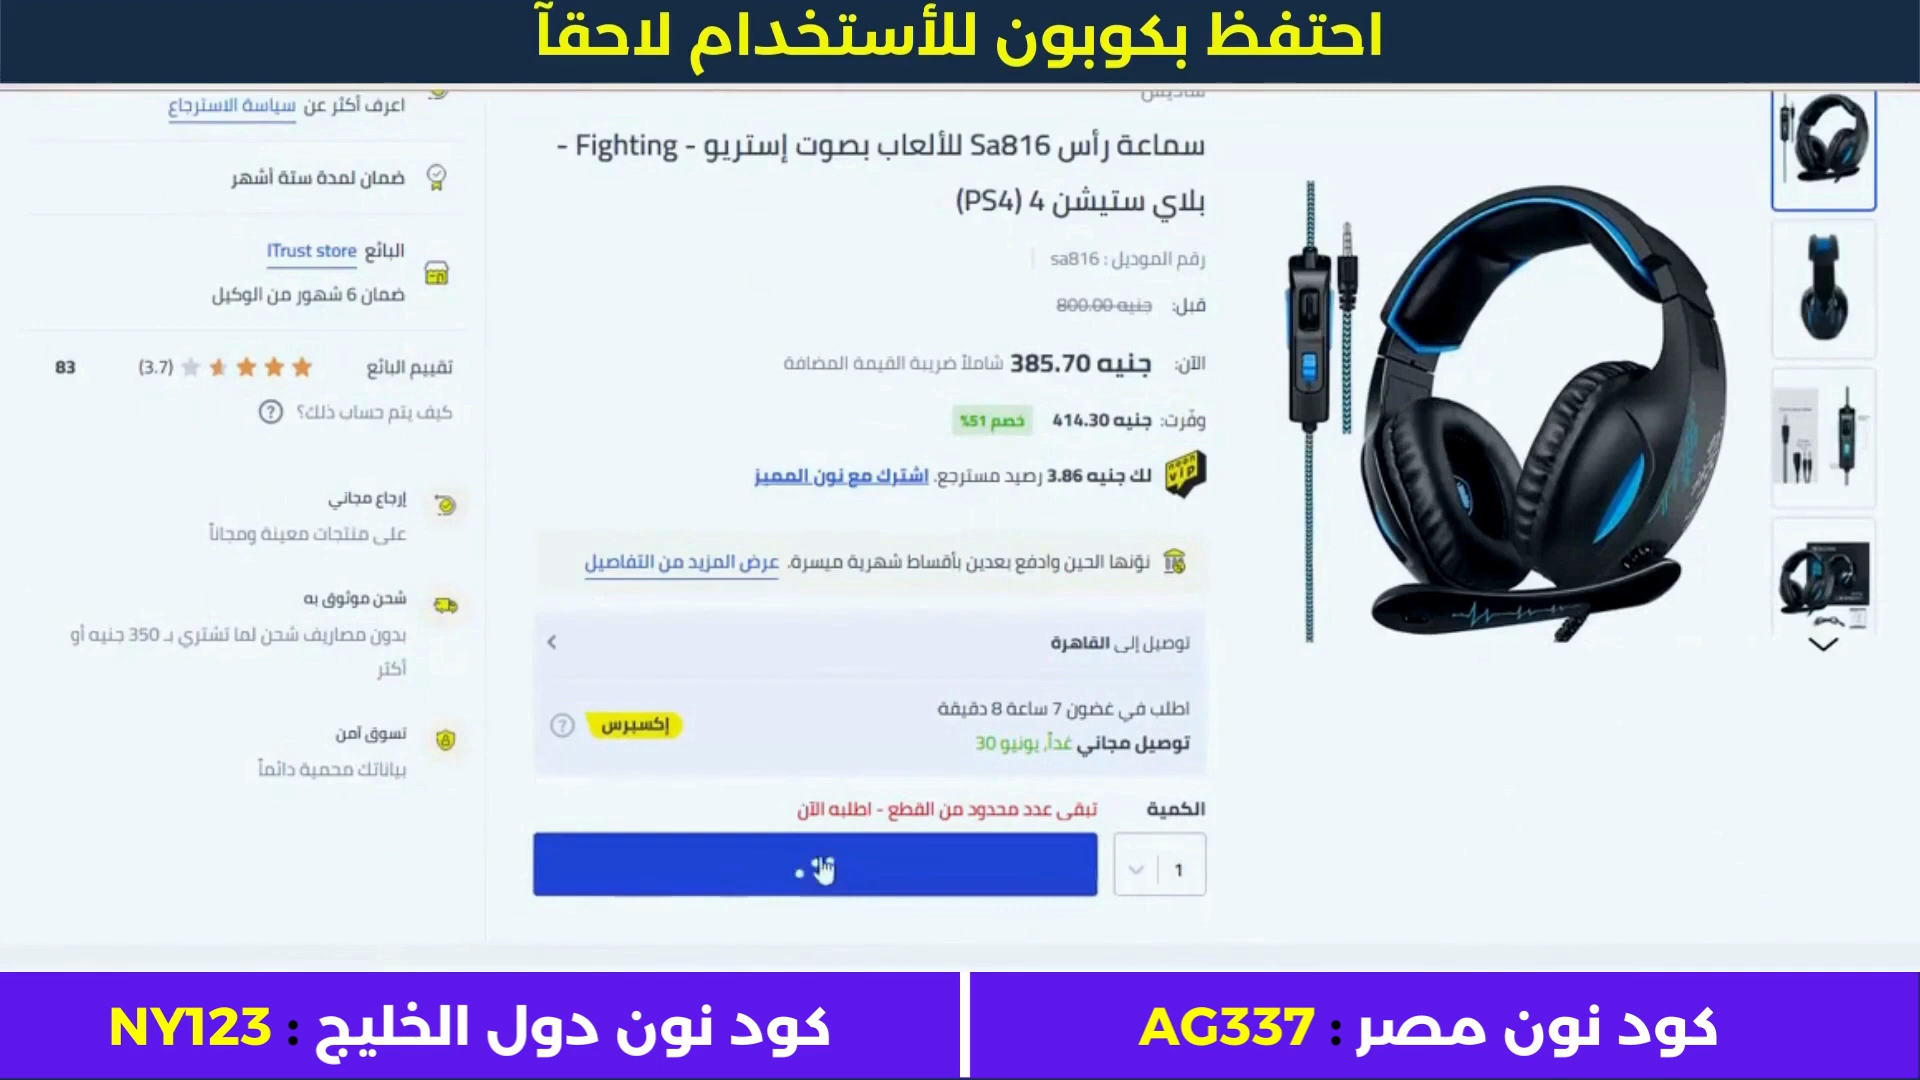 احتفظ بكوبون للأستخدام لاحقآ
ساديس
سماعة رأس Sa816 للألعاب بصوت إستريو - Fighting -
بلاي ستيشن 4 (PS4)
رقم الموديل : sa816
قبل: جنيه 800.00
الآن: جنيه 385.70 شاملاً ضريبة القيمة المضافة
وفّرت: جنيه 414.30 خصم 51%
noon vip لك جنيه 3.86 رصيد مسترجع. اشترك مع نون المميز
نوّنها الحين وادفع بعدين بأقساط شهرية ميسرة. عرض المزيد من التفاصيل
توصيل إلى القاهرة
اطلب في غضون 7 ساعة 8 دقيقة
توصيل مجاني غداً, يونيو 30
إكسبرس
الكمية تبقى عدد محدود من القطع - اطلبه الآن
1
اعرف أكثر عن سياسة الاسترجاع
ضمان لمدة ستة أشهر
البائع ITrust store
ضمان 6 شهور من الوكيل
تقييم البائع (3.7) 83
كيف يتم حساب ذلك؟
إرجاع مجاني
على منتجات معينة ومجاناً
شحن موثوق به
بدون مصاريف شحن لما تشتري بـ 350 جنيه أو
أكثر
تسوق آمن
بياناتك محمية دائماً
كود نون مصر : AG337
كود نون دول الخليج : NY123